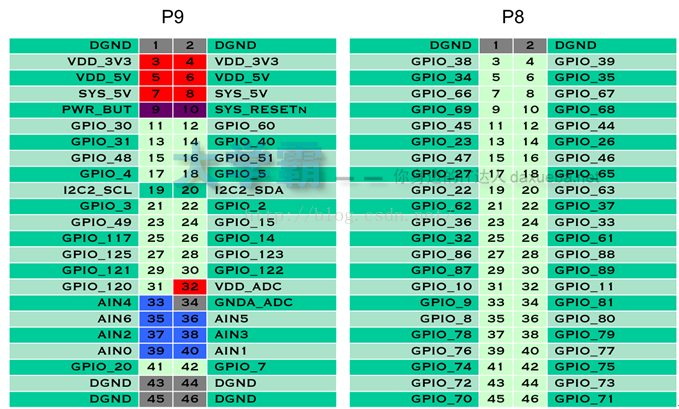 P9 P8
DGND 1 2 DGND DGND 1 2 DGND
VDD_3V3 3 4 VDD_3V3 GPIO_38 3 4 GPIO_39
VDD_5V 5 6 VDD_5V GPIO_34 5 6 GPIO_35
SYS_5V 7 8 SYS_5V GPIO_66 7 8 GPIO_67
PWR_BUT 9 10 SYS_RESETN GPIO_69 9 10 GPIO_68
GPIO_30 11 12 GPIO_60 GPIO_45 11 12 GPIO_44
GPIO_31 13 14 GPIO_40 GPIO_23 13 14 GPIO_26
GPIO_48 15 16 GPIO_51 GPIO_47 15 16 GPIO_46
GPIO_4 17 18 GPIO_5 GPIO_27 17 18 GPIO_65
I2C2_SCL 19 20 I2C2_SDA GPIO_22 19 20 GPIO_63
GPIO_3 21 22 GPIO_2 GPIO_62 21 22 GPIO_37
GPIO_49 23 24 GPIO_15 GPIO_36 23 24 GPIO_33
GPIO_117 25 26 GPIO_14 GPIO_32 25 26 GPIO_61
GPIO_125 27 28 GPIO_123 GPIO_86 27 28 GPIO_88
GPIO_121 29 30 GPIO_122 GPIO_87 29 30 GPIO_89
GPIO_120 31 32 VDD_ADC GPIO_10 31 32 GPIO_11
AIN4 33 34 GNDA_ADC GPIO_9 33 34 GPIO_81
AIN6 35 36 AIN5 GPIO_8 35 36 GPIO_80
AIN2 37 38 AIN3 GPIO_78 37 38 GPIO_79
AIN0 39 40 AIN1 GPIO_76 39 40 GPIO_77
GPIO_20 41 42 GPIO_7 GPIO_74 41 42 GPIO_75
DGND 43 44 DGND GPIO_72 43 44 GPIO_73
DGND 45 46 DGND GPIO_70 45 46 GPIO_71
大学霸